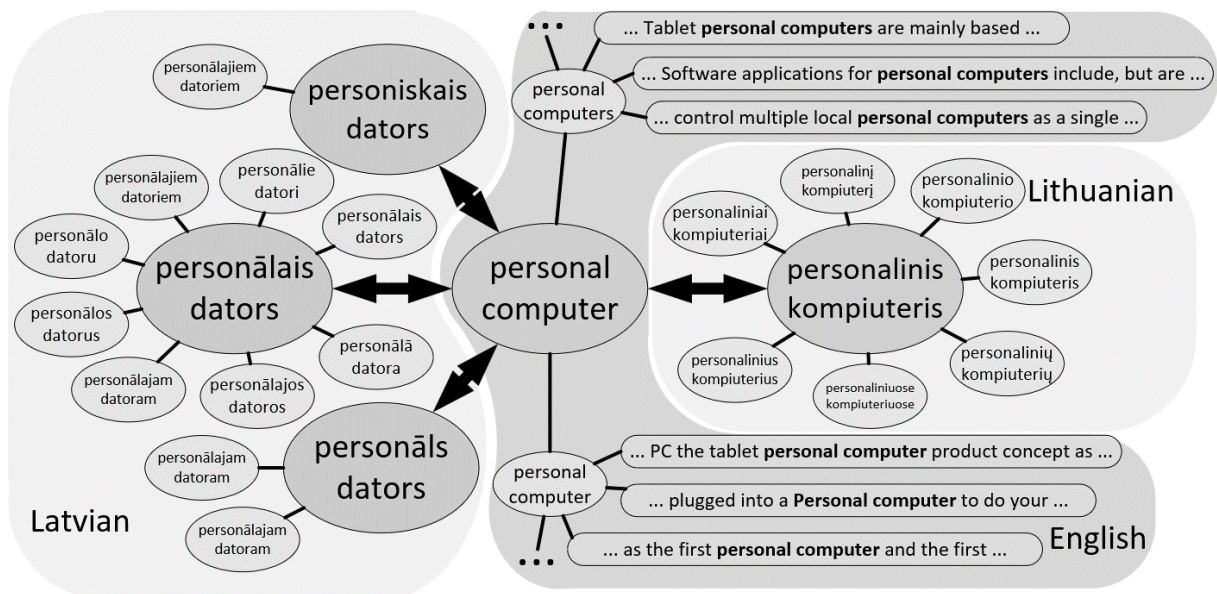 personālajiem
datoriem
personiskais
dators
personālajiem
datoriem
personālie
datori
personālais
dators
personālo
datoru
personālais
dators
personālos
datorus
personālajam
datoram
personālajos
datoros
personālā
datora
personālajam
datoram
personāls
dators
personālajam
datoram
Latvian
...
personal
computers
... Tablet personal computers are mainly based ...
... Software applications for personal computers include, but are ...
... control multiple local personal computers as a single ...
personal
computer
personal
computer
... PC the tablet personal computer product concept as ...
... plugged into a Personal computer to do your ...
... as the first personal computer and the first ...
...
English
Lithuanian
personalinį
kompiuterį
personalinio
kompiuterio
personaliniai
kompiuteriai
personalinis
kompiuteris
personalinis
kompiuteris
personalinius
kompiuterius
personaliniuose
kompiuteriuose
personalinių
kompiuterių